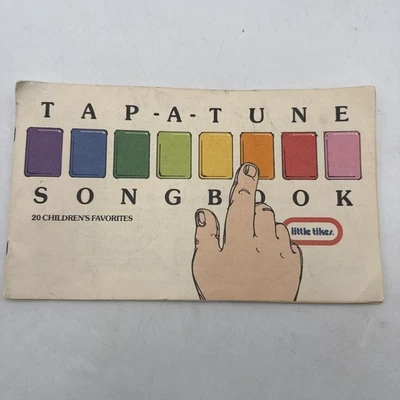 TAP-A-TUNE
SONGBOOK
20 CHILDREN'S FAVORITES
little tikes®